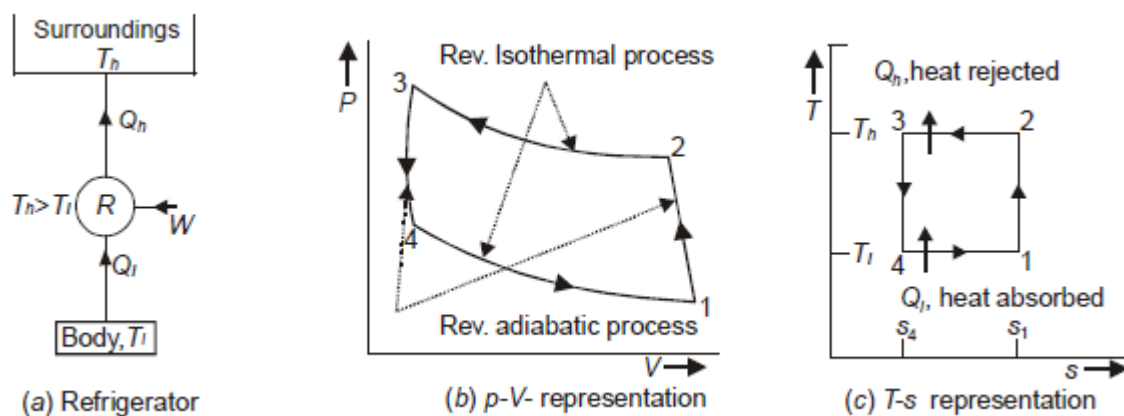 Surroundings
Th
Qh
Th > Tl
R
W
Ql
Body, Tl
(a) Refrigerator
Rev. Isothermal process
P
3
2
4
1
Rev. adiabatic process
V
(b) p-V- representation
Qh, heat rejected
T
3
2
Th
Tl
4
1
Ql, heat absorbed
s4
s1
s
(c) T-s representation